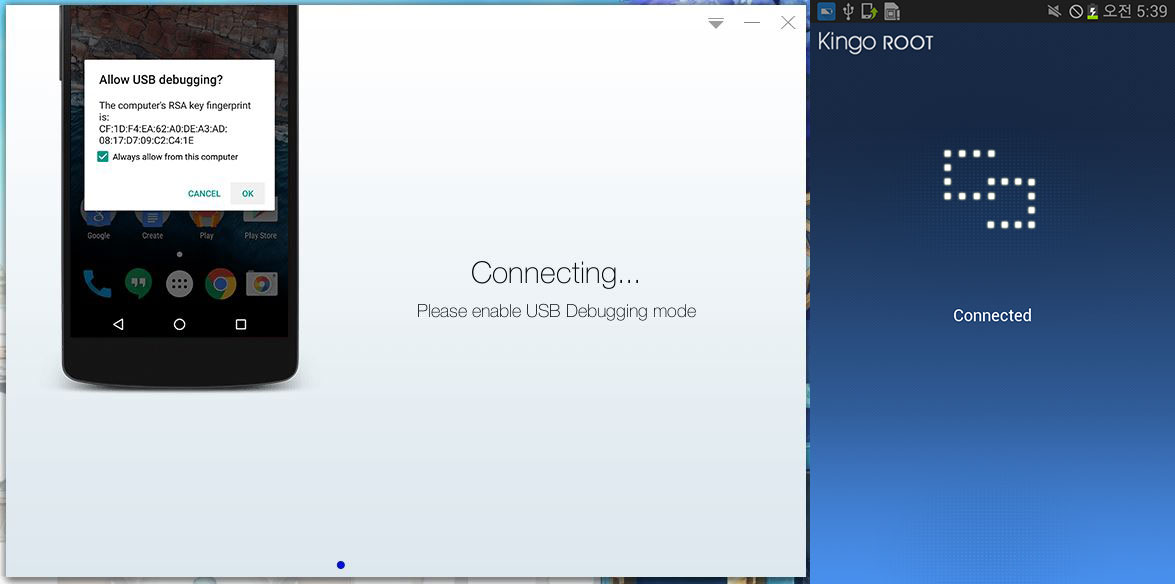 Allow USB debugging?
The computer's RSA key fingerprint
is:
CF:1D:F4:EA:62:A0:DE:A3:AD:
08:17:D7:09:C2:C4:1E
Always allow from this computer
CANCEL OK
Google Create Play Play Store
Connecting...
Please enable USB Debugging mode
오전 5:39
Kingo ROOT
Connected